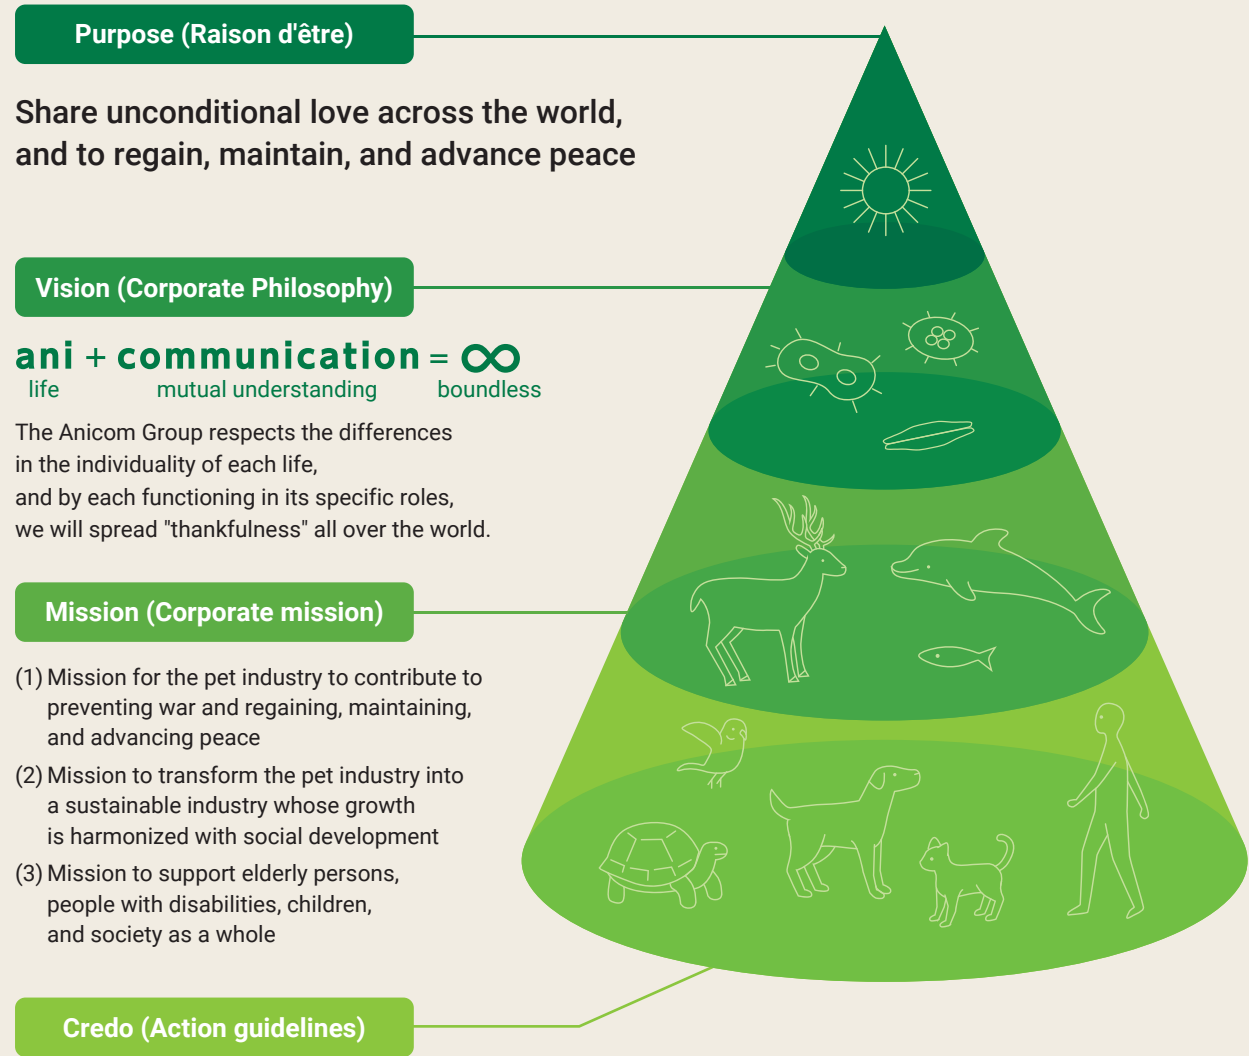 Purpose (Raison d'être)
Share unconditional love across the world,
and to regain, maintain, and advance peace
Vision (Corporate Philosophy)
ani + communication = ∞
life mutual understanding boundless
The Anicom Group respects the differences
in the individuality of each life,
and by each functioning in its specific roles,
we will spread "thankfulness" all over the world.
Mission (Corporate mission)
(1) Mission for the pet industry to contribute to
preventing war and regaining, maintaining,
and advancing peace
(2) Mission to transform the pet industry into
a sustainable industry whose growth
is harmonized with social development
(3) Mission to support elderly persons,
people with disabilities, children,
and society as a whole
Credo (Action guidelines)